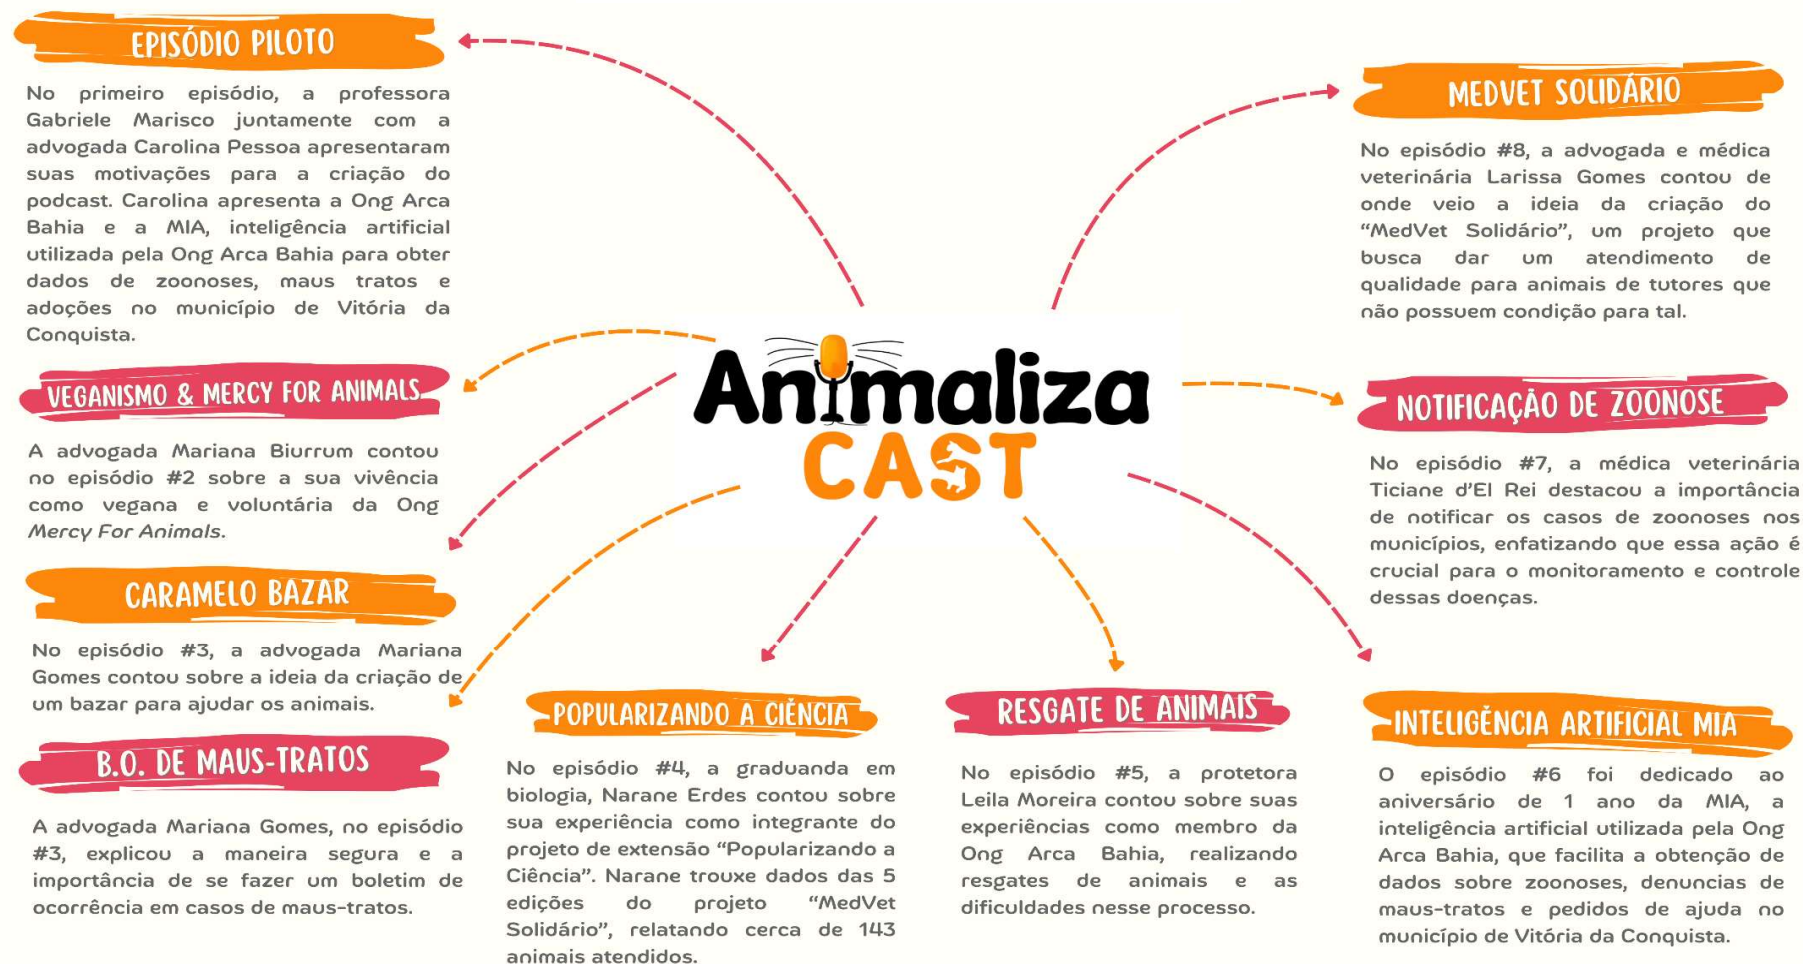 EPISÓDIO PILOTO
No primeiro episódio, a professora
Gabriele Marisco juntamente com a
advogada Carolina Pessoa apresentaram
suas motivações para a criação do
podcast. Carolina apresenta a Ong Arca
Bahia e a MIA, inteligência artificial
utilizada pela Ong Arca Bahia para obter
dados de zoonoses, maus tratos e
adoções no município de Vitória da
Conquista.
VEGANISMO & MERCY FOR ANIMALS
A advogada Mariana Biurrum contou
no episódio #2 sobre a sua vivência
como vegana e voluntária da Ong
Mercy For Animals.
CARAMELO BAZAR
No episódio #3, a advogada Mariana
Gomes contou sobre a ideia da criação de
um bazar para ajudar os animais.
B.O. DE MAUS-TRATOS
A advogada Mariana Gomes, no episódio
#3, explicou a maneira segura e a
importância de se fazer um boletim de
ocorrência em casos de maus-tratos.
Animaliza
CAST
POPULARIZANDO A CIÊNCIA
No episódio #4, a graduanda em
biologia, Narane Erdes contou sobre
sua experiência como integrante do
projeto de extensão “Popularizando a
Ciência”. Narane trouxe dados das 5
edições do projeto “MedVet
Solidário”, relatando cerca de 143
animais atendidos.
RESGATE DE ANIMAIS
No episódio #5, a protetora
Leila Moreira contou sobre suas
experiências como membro da
Ong Arca Bahia, realizando
resgates de animais e as
dificuldades nesse processo.
MEDVET SOLIDÁRIO
No episódio #8, a advogada e médica
veterinária Larissa Gomes contou de
onde veio a ideia da criação do
“MedVet Solidário”, um projeto que
busca dar um atendimento de
qualidade para animais de tutores que
não possuem condição para tal.
NOTIFICAÇÃO DE ZOONOSE
No episódio #7, a médica veterinária
Ticiane d’El Rei destacou a importância
de notificar os casos de zoonoses nos
municípios, enfatizando que essa ação é
crucial para o monitoramento e controle
dessas doenças.
INTELIGÊNCIA ARTIFICIAL MIA
O episódio #6 foi dedicado ao
aniversário de 1 ano da MIA, a
inteligência artificial utilizada pela Ong
Arca Bahia, que facilita a obtenção de
dados sobre zoonoses, denuncias de
maus-tratos e pedidos de ajuda no
município de Vitória da Conquista.